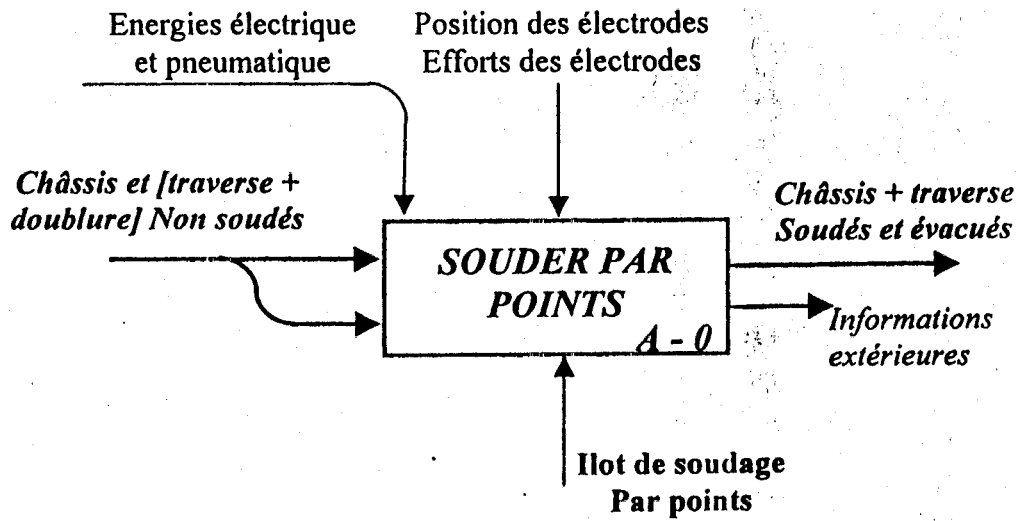 Energies électrique
et pneumatique
Position des électrodes
Efforts des électrodes
Châssis et [traverse +
doublure] Non soudés
SOUDER PAR
POINTS
A - 0
Châssis + traverse
Soudés et évacués
Informations
extérieures
Ilot de soudage
Par points